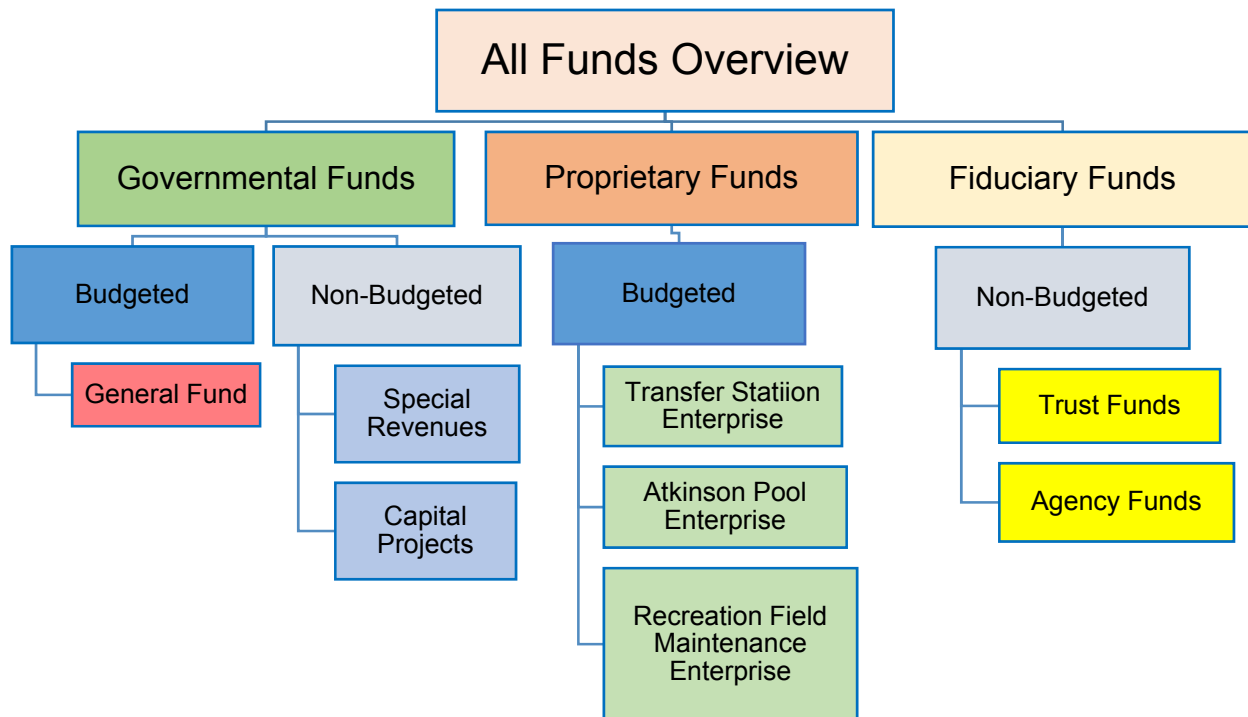 All Funds Overview
Governmental Funds
Proprietary Funds
Fiduciary Funds
Budgeted
Non-Budgeted
Budgeted
Non-Budgeted
General Fund
Special
Revenues
Capital
Projects
Transfer Statiion
Enterprise
Atkinson Pool
Enterprise
Recreation Field
Maintenance
Enterprise
Trust Funds
Agency Funds